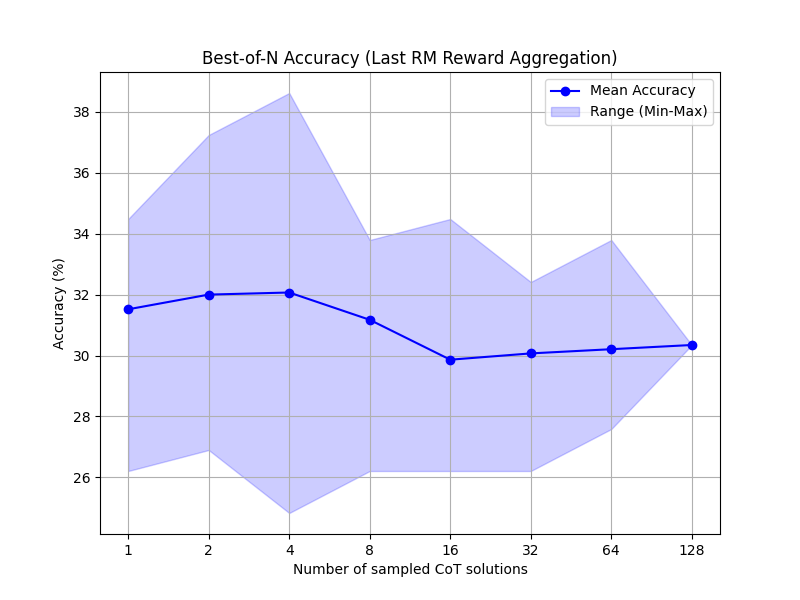 Best-of-N Accuracy (Last RM Reward Aggregation)
Mean Accuracy
Range (Min-Max)
Accuracy (%)
38
36
34
32
30
28
26
1 2 4 8 16 32 64 128
Number of sampled CoT solutions